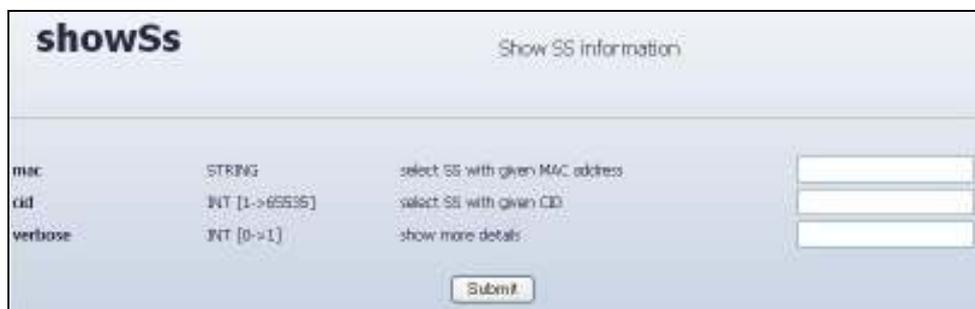 showSs Show SS information
mac STRING select SS with given MAC address
cid INT [1->65535] select SS with given CID
verbose INT [0->1] show more details
Submit